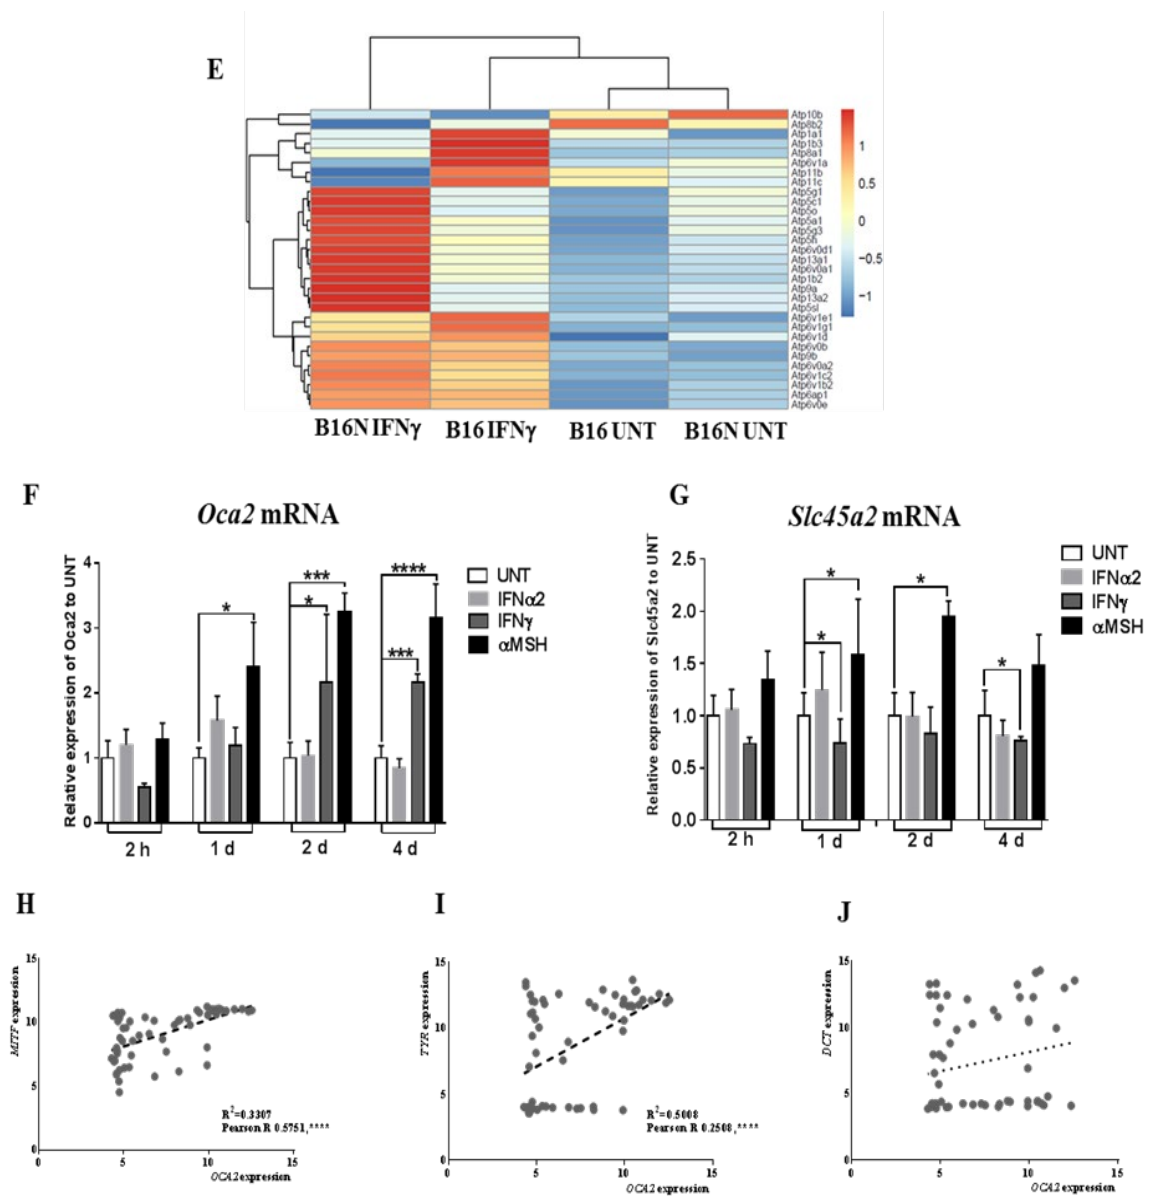 E
Atp10b
Atp8b2
Atp1a1
Atp1b3
Atp8a1
Atp6v1a
Atp11b
Atp11c
Atp5g1
Atp5c1
Atp5o
Atp5a1
Atp5g3
Atp5h
Atp6v0d1
Atp13a1
Atp6v0a1
Atp1b2
Atp9a
Atp13a2
Atp5sl
Atp6v1e1
Atp6v1g1
Atp6v1d
Atp6v0b
Atp9b
Atp6v0a2
Atp6v1c2
Atp6v1b2
Atp6ap1
Atp6v0e
1
0.5
0
−0.5
−1
B16N IFNγ B16 IFNγ B16 UNT B16N UNT
F
Oca2 mRNA
Relative expression of Oca2 to UNT
4
3
2
1
0
* *** * **** ***
2 h 1 d 2 d 4 d
UNT
IFNα2
IFNγ
αMSH
G
Slc45a2 mRNA
Relative expression of Slc45a2 to UNT
2.5
2.0
1.5
1.0
0.5
0.0
* * * *
2 h 1 d 2 d 4 d
UNT
IFNα2
IFNγ
αMSH
H
MITF expression
15
10
5
0
R²=0.3307
Pearson R 0.5751,****
0 5 10 15
OCA2 expression
I
TYR expression
15
10
5
0
R²=0.5008
Pearson R 0.2508,****
0 5 10 15
OCA2 expression
J
DCT expression
15
10
5
0
0 5 10 15
OCA2 expression